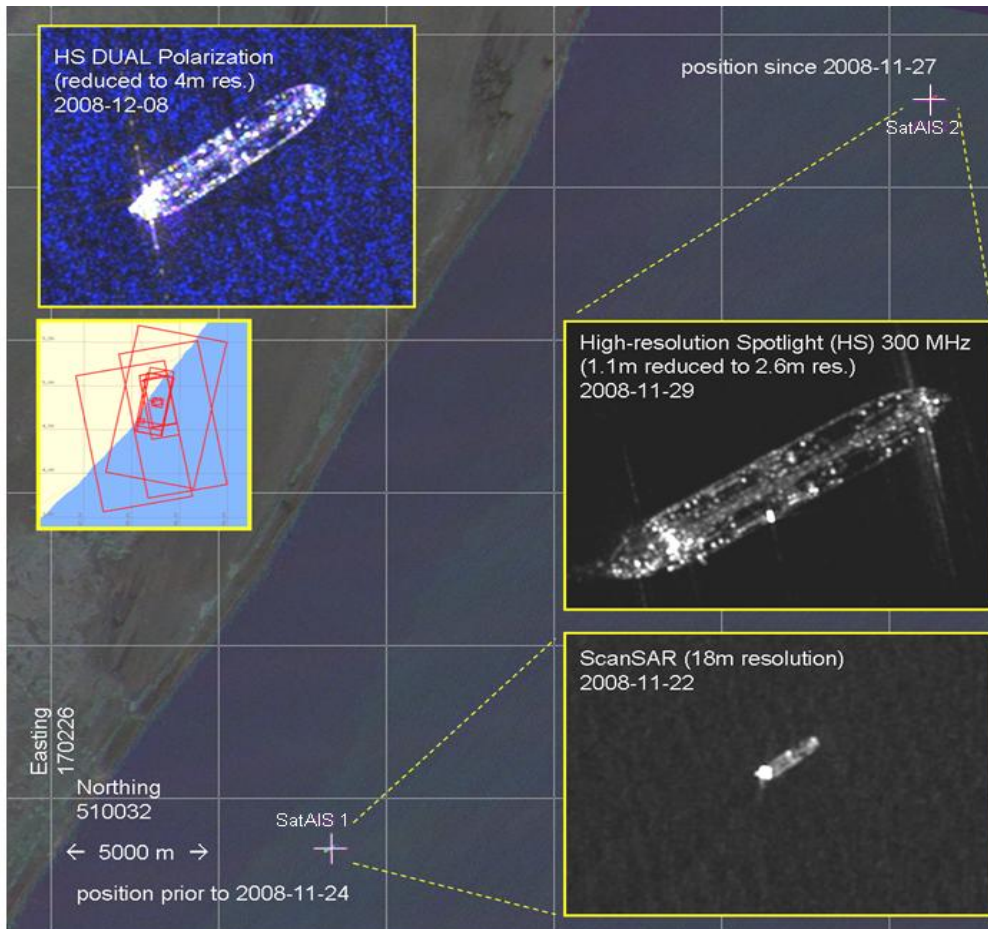 HS DUAL Polarization
(reduced to 4m res.)
2008-12-08
position since 2008-11-27
SatAIS 2
High-resolution Spotlight (HS) 300 MHz
(1.1m reduced to 2.6m res.)
2008-11-29
ScanSAR (18m resolution)
2008-11-22
Easting
170226
Northing
510032
SatAIS 1
← 5000 m →
position prior to 2008-11-24